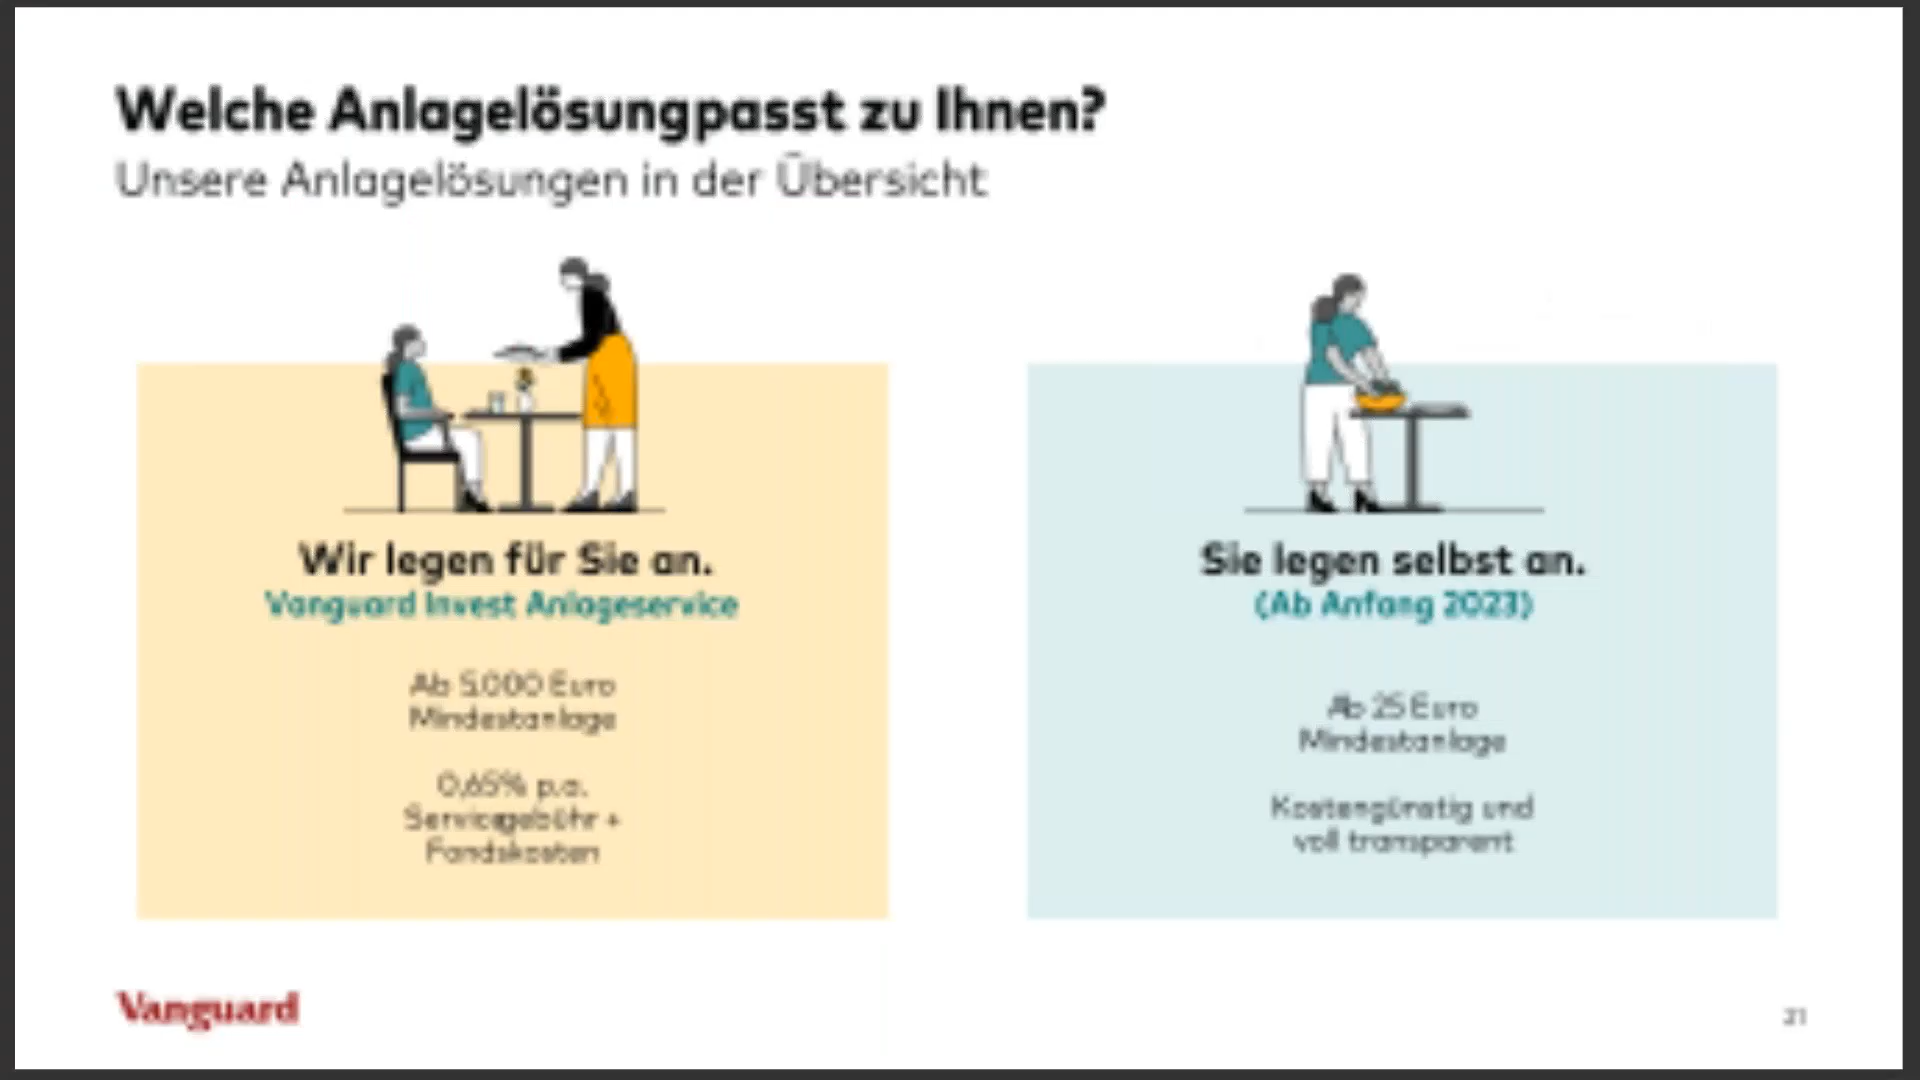 Welche Anlagelösungpasst zu Ihnen?
Unsere Anlagelösungen in der Übersicht
Wir legen für Sie an.
Vanguard Invest Anlageservice
Ab 5.000 Euro
Mindestanlage
0,65% p.a.
Servicegebühr +
Fondskosten
Sie legen selbst an.
(Ab Anfang 2023)
Ab 25 Euro
Mindestanlage
Kostengünstig und
voll transparent
Vanguard
21